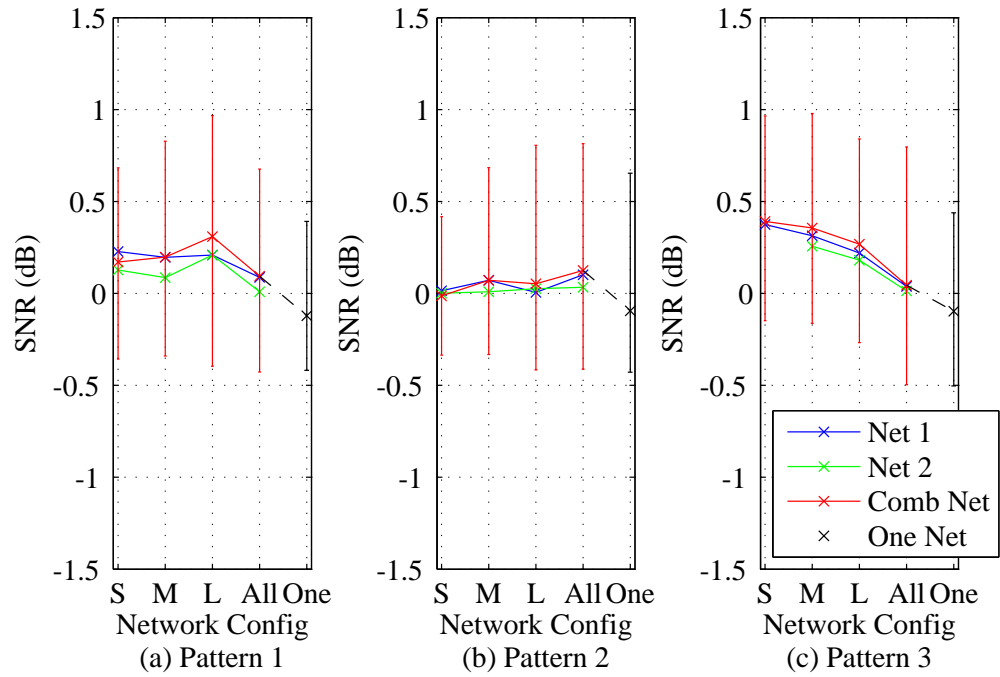 1.5
1
0.5
0
-0.5
-1
-1.5
SNR (dB)
S M L All One
Network Config
(a) Pattern 1
1.5
1
0.5
0
-0.5
-1
-1.5
SNR (dB)
S M L All One
Network Config
(b) Pattern 2
1.5
1
0.5
0
-0.5
-1
-1.5
SNR (dB)
S M L All One
Network Config
(c) Pattern 3
Net 1
Net 2
Comb Net
One Net